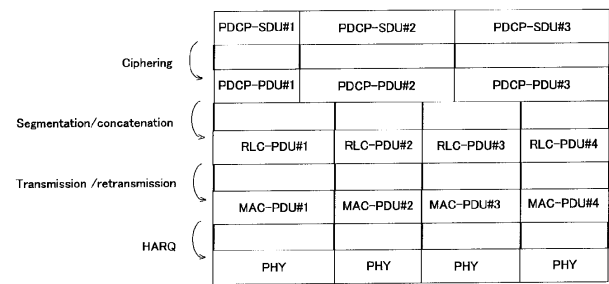 PDCP-SDU#1 PDCP-SDU#2 PDCP-SDU#3
Ciphering
PDCP-PDU#1 PDCP-PDU#2 PDCP-PDU#3
Segmentation/concatenation
RLC-PDU#1 RLC-PDU#2 RLC-PDU#3 RLC-PDU#4
Transmission /retransmission
MAC-PDU#1 MAC-PDU#2 MAC-PDU#3 MAC-PDU#4
HARQ
PHY PHY PHY PHY